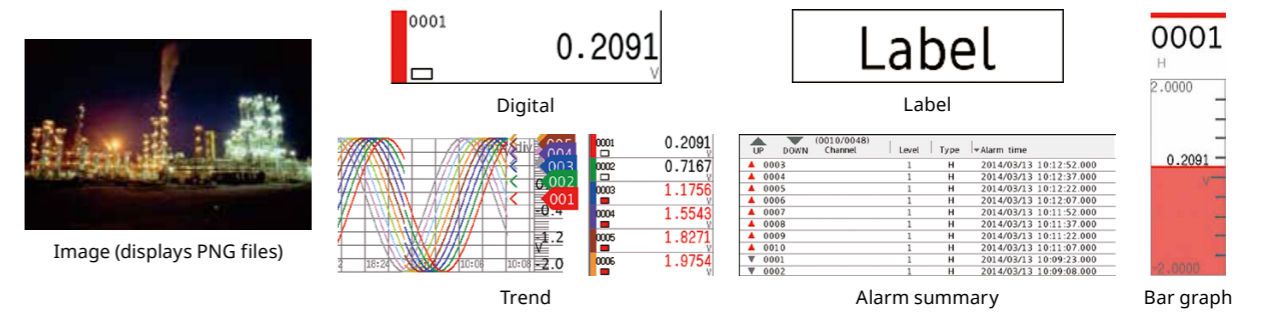 Image (displays PNG files)
0001
0.2091
V
Digital
Label
Label
div
004
003
002
001
-0.4
-1.2
V
-2.0
18:24
10:06
10:08
0001 0.2091
V
0002 0.7167
V
0003 1.1756
V
0004 1.5543
V
0005 1.8271
V
0006 1.9754
V
Trend
UP DOWN (0010/0048) Channel Level Type Alarm time
0003 1 H 2014/03/13 10:12:52.000
0004 1 H 2014/03/13 10:12:37.000
0005 1 H 2014/03/13 10:12:22.000
0006 1 H 2014/03/13 10:12:07.000
0007 1 H 2014/03/13 10:11:52.000
0008 1 H 2014/03/13 10:11:37.000
0009 1 H 2014/03/13 10:11:22.000
0010 1 H 2014/03/13 10:11:07.000
0001 1 H 2014/03/13 10:09:23.000
0002 1 H 2014/03/13 10:09:08.000
Alarm summary
0001
H
2.0000
0.2091
V
-2.0000
Bar graph